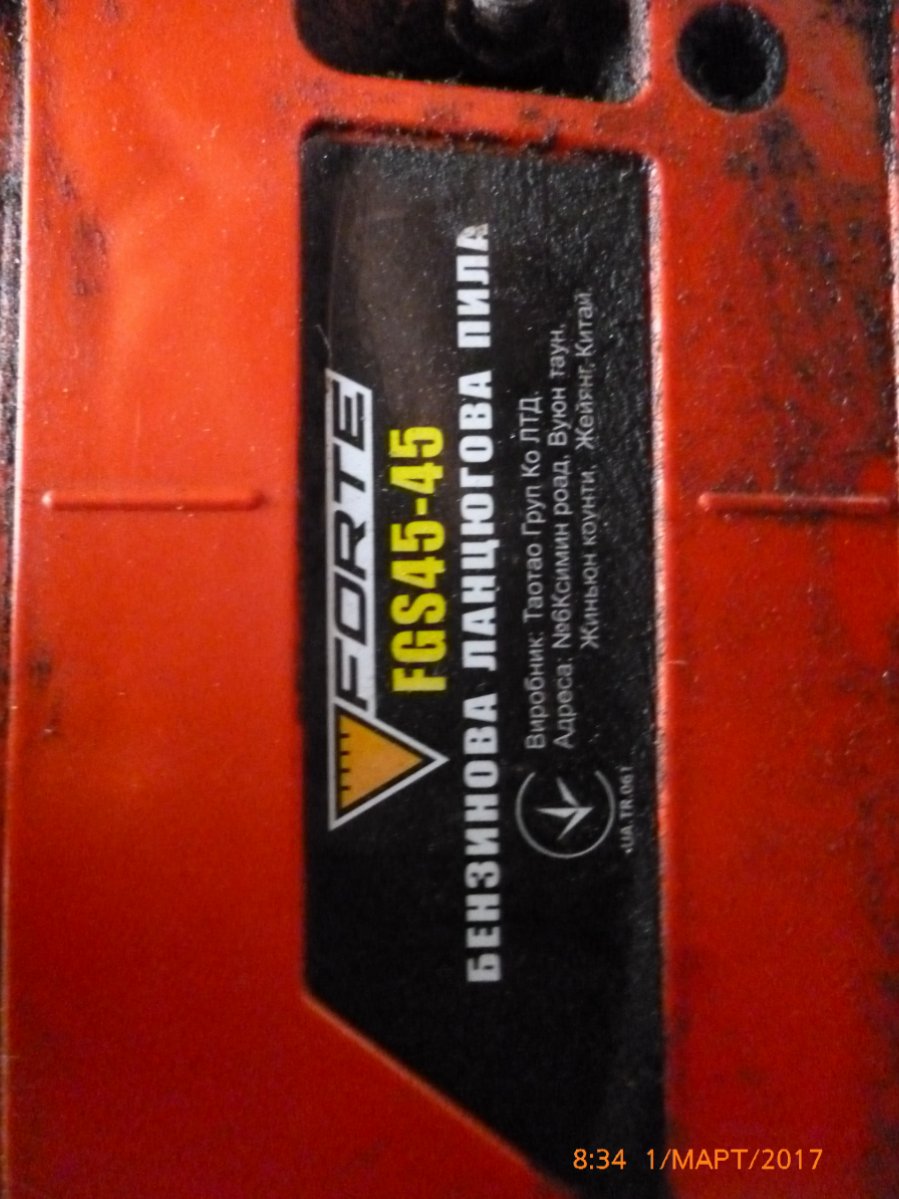 FORTE
FGS45-45
БЕНЗИНОВА ЛАНЦЮГОВА ПИЛА
Виробник: Таотао Груп Ко ЛТД.
Адреса: №6Ксимин роад, Вуюн таун,
Жиньюн коунти, Жейянг, Китай.
UA.TR.061
8:34 1/МАРТ/2017